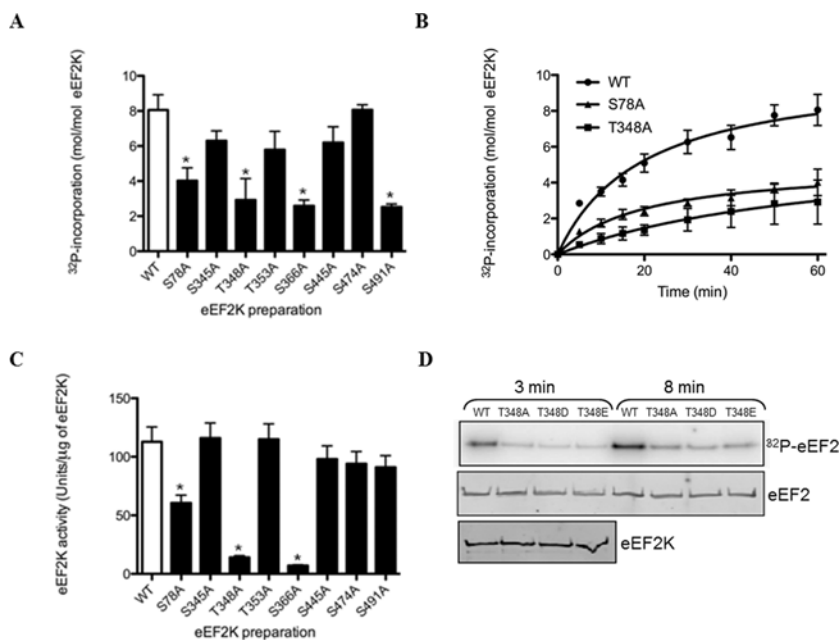 A
³²P-incorporation (mol/mol eEF2K)
10
8
6
4
2
0
*
*
*
*
WT
S78A
S345A
T348A
T353A
S366A
S445A
S474A
S491A
eEF2K preparation
B
³²P-incorporation (mol/mol eEF2K)
10
8
6
4
2
0
WT
S78A
T348A
0 20 40 60
Time (min)
C
eEF2K activity (Units/µg of eEF2K)
150
100
50
0
*
*
*
WT
S78A
S345A
T348A
T353A
S366A
S445A
S474A
S491A
eEF2K preparation
D
3 min 8 min
WT T348A T348D T348E WT T348A T348D T348E
³²P-eEF2
eEF2
eEF2K